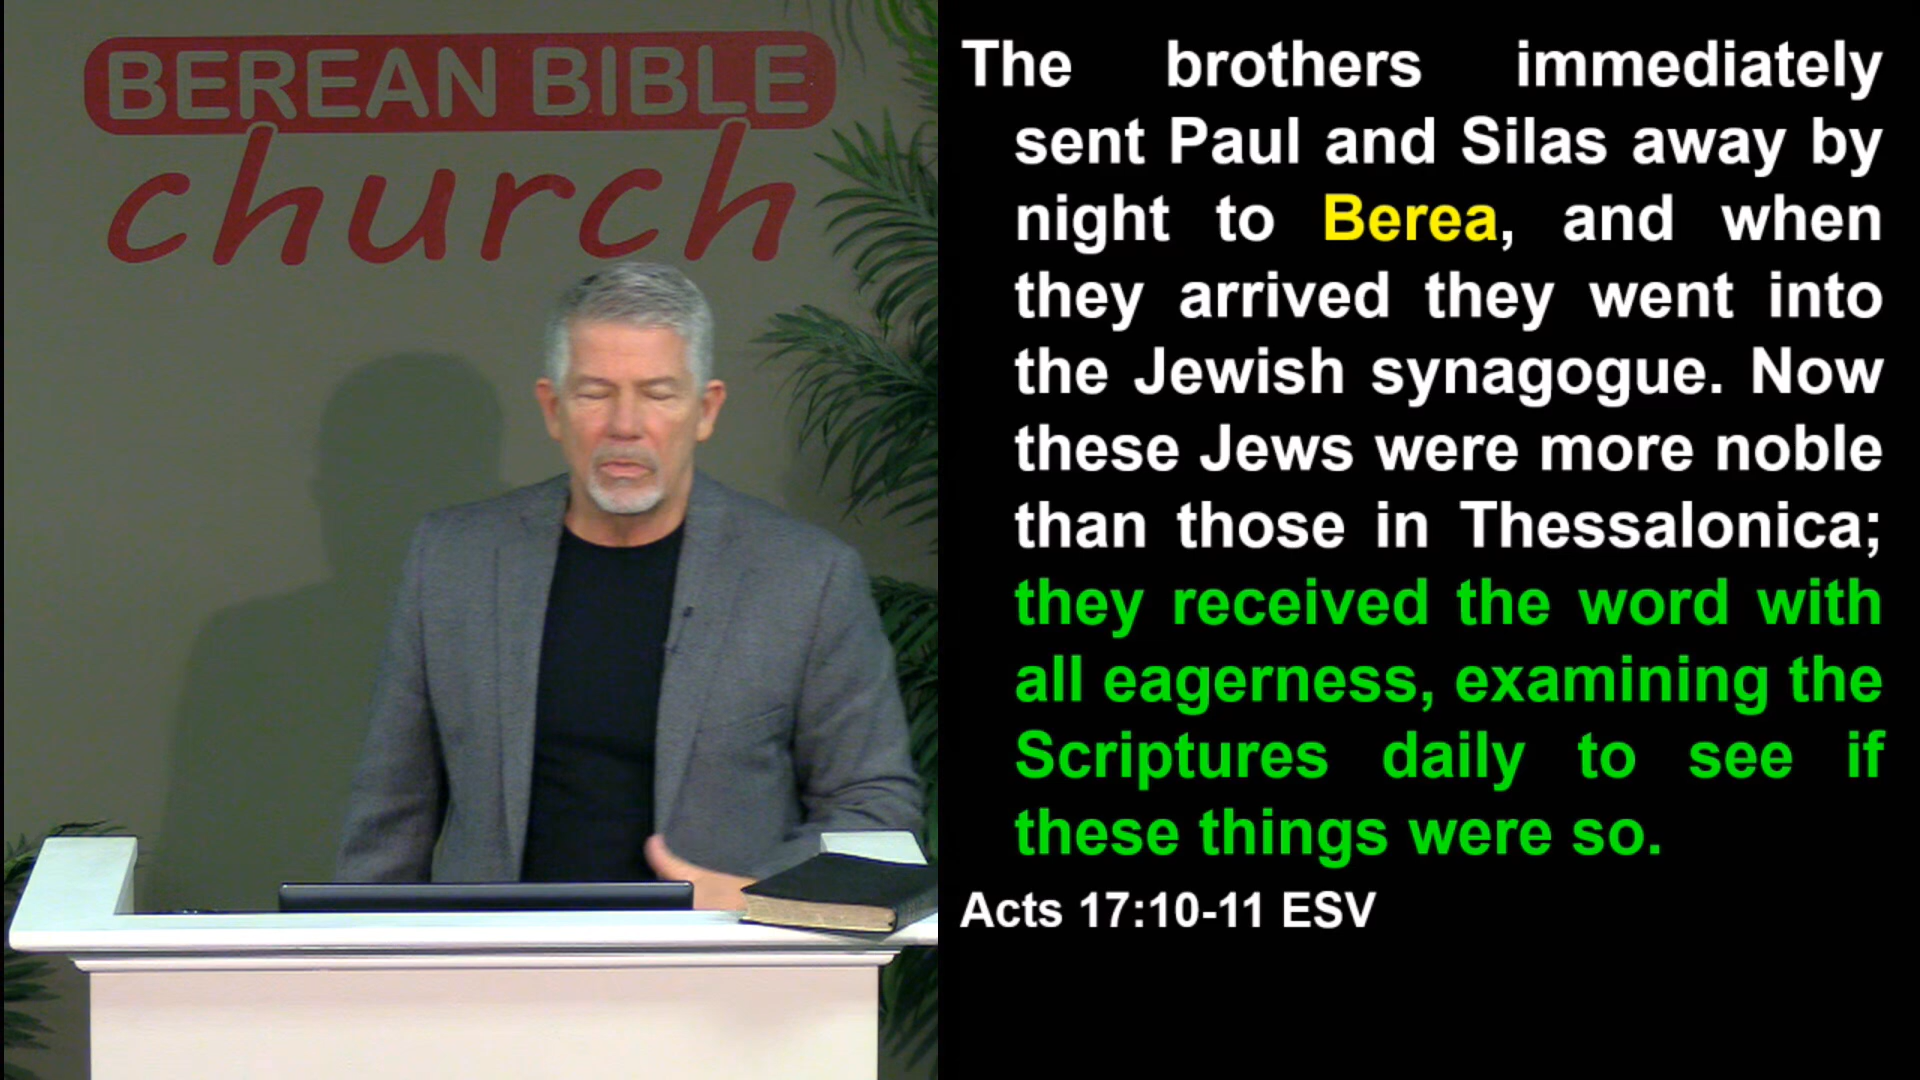 BEREAN BIBLE
church
The brothers immediately
sent Paul and Silas away by
night to Berea, and when
they arrived they went into
the Jewish synagogue. Now
these Jews were more noble
than those in Thessalonica;
they received the word with
all eagerness, examining the
Scriptures daily to see if
these things were so.
Acts 17:10-11 ESV